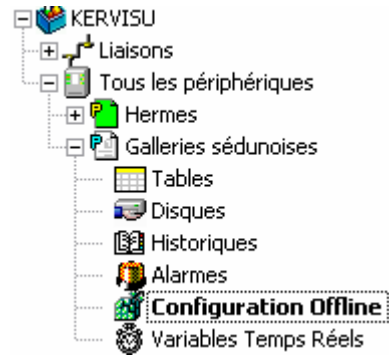 KERVISU
Liaisons
Tous les périphériques
Hermes
Galleries sédunoises
Tables
Disques
Historiques
Alarmes
Configuration Offline
Variables Temps Réels